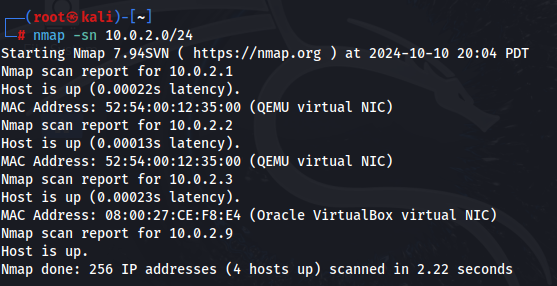 ┌──(root㉿kali)-[~]
└─# nmap -sn 10.0.2.0/24
Starting Nmap 7.94SVN ( https://nmap.org ) at 2024-10-10 20:04 PDT
Nmap scan report for 10.0.2.1
Host is up (0.00022s latency).
MAC Address: 52:54:00:12:35:00 (QEMU virtual NIC)
Nmap scan report for 10.0.2.2
Host is up (0.00013s latency).
MAC Address: 52:54:00:12:35:00 (QEMU virtual NIC)
Nmap scan report for 10.0.2.3
Host is up (0.00023s latency).
MAC Address: 08:00:27:CE:F8:E4 (Oracle VirtualBox virtual NIC)
Nmap scan report for 10.0.2.9
Host is up.
Nmap done: 256 IP addresses (4 hosts up) scanned in 2.22 seconds